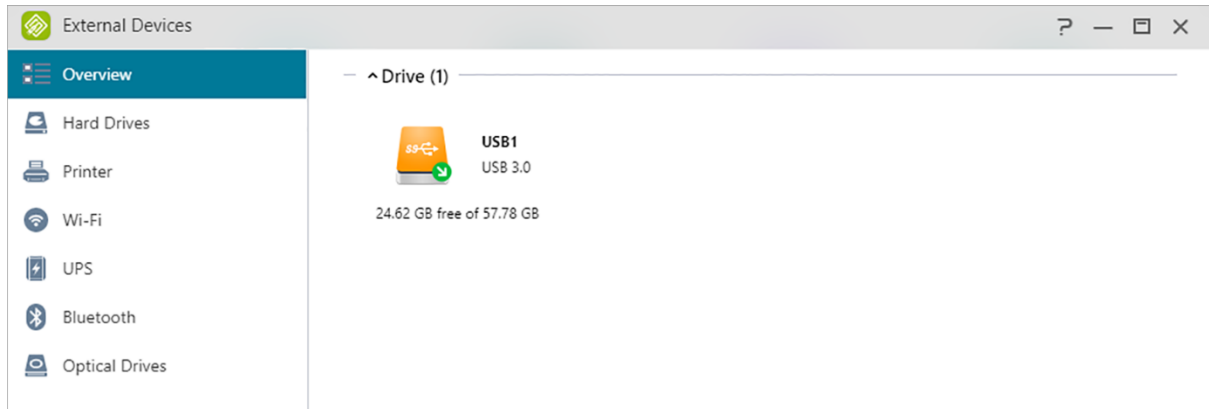 External Devices
Overview
Hard Drives
Printer
Wi-Fi
UPS
Bluetooth
Optical Drives
Drive (1)
SS
USB1
USB 3.0
24.62 GB free of 57.78 GB